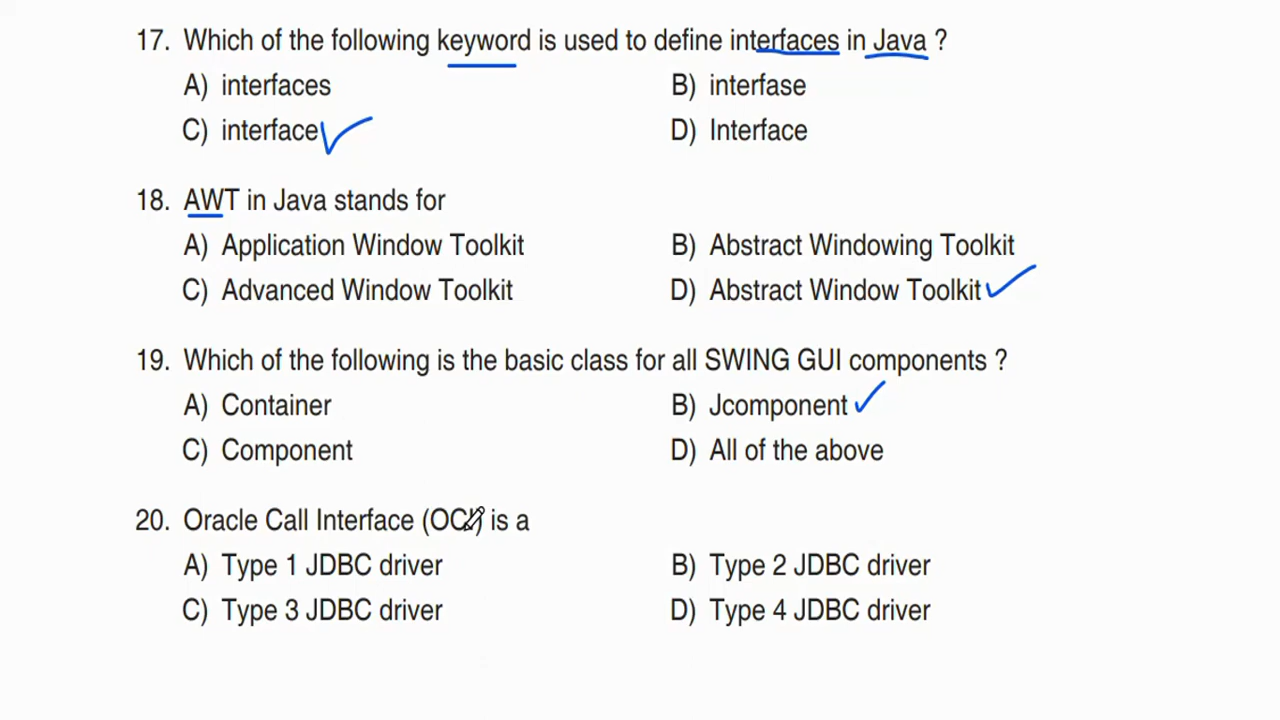 17. Which of the following keyword is used to define interfaces in Java ?
A) interfaces B) interfase
C) interface D) Interface
18. AWT in Java stands for
A) Application Window Toolkit B) Abstract Windowing Toolkit
C) Advanced Window Toolkit D) Abstract Window Toolkit
19. Which of the following is the basic class for all SWING GUI components ?
A) Container B) Jcomponent
C) Component D) All of the above
20. Oracle Call Interface (OCI) is a
A) Type 1 JDBC driver B) Type 2 JDBC driver
C) Type 3 JDBC driver D) Type 4 JDBC driver